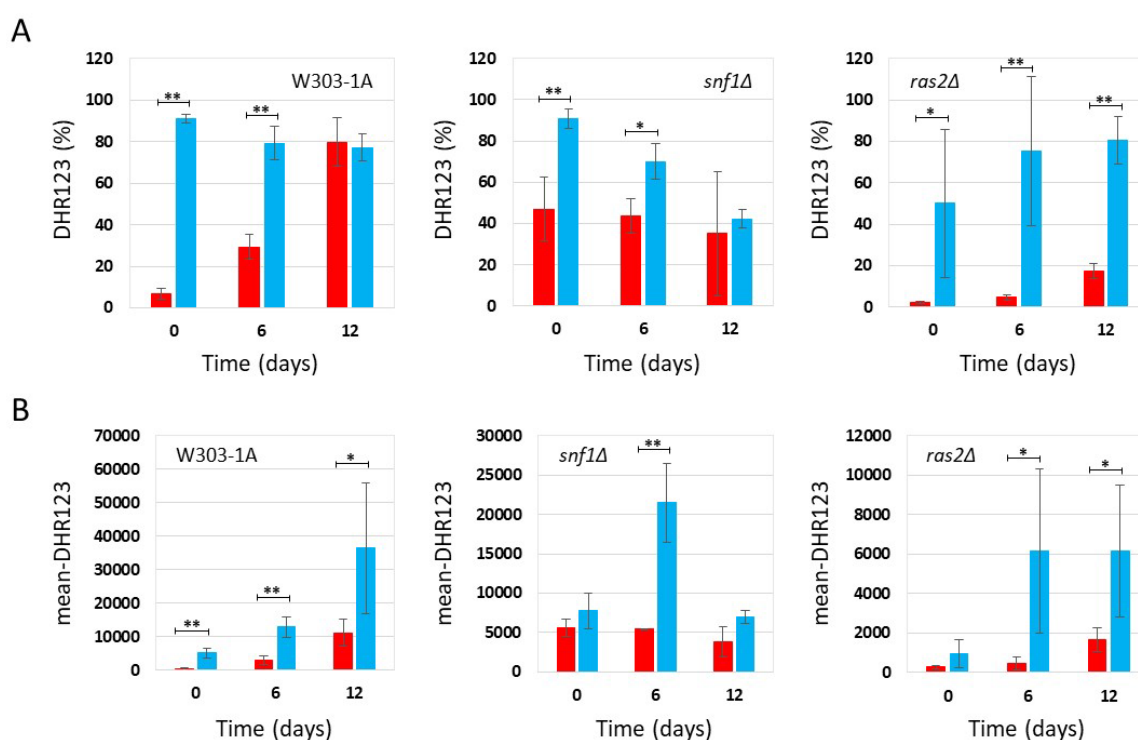 A
W303-1A
DHR123 (%)
120
100
80
60
40
20
0
**
**
0 6 12
Time (days)
snf1Δ
DHR123 (%)
120
100
80
60
40
20
0
**
*
0 6 12
Time (days)
ras2Δ
DHR123 (%)
120
100
80
60
40
20
0
*
**
**
0 6 12
Time (days)
B
W303-1A
mean-DHR123
70000
60000
50000
40000
30000
20000
10000
0
**
**
*
0 6 12
Time (days)
snf1Δ
mean-DHR123
30000
25000
20000
15000
10000
5000
0
**
0 6 12
Time (days)
ras2Δ
mean-DHR123
12000
10000
8000
6000
4000
2000
0
*
*
0 6 12
Time (days)